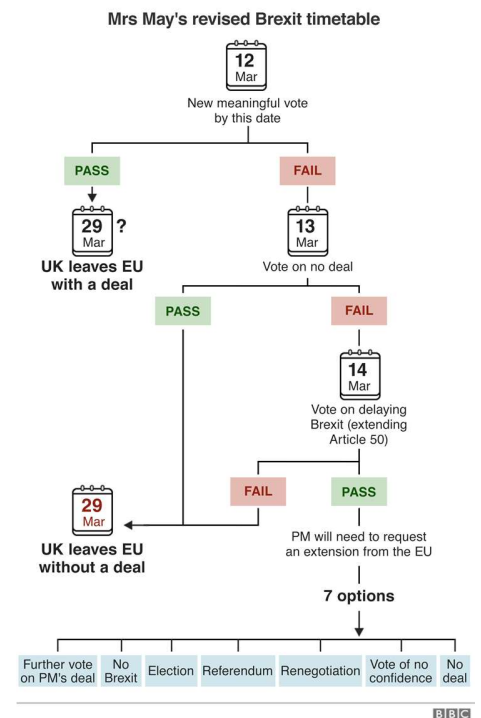 Mrs May's revised Brexit timetable
12
Mar
New meaningful vote
by this date
PASS
FAIL
29 ?
Mar
13
Mar
UK leaves EU
with a deal
Vote on no deal
PASS
FAIL
14
Mar
Vote on delaying
Brexit (extending
Article 50)
FAIL
PASS
29
Mar
UK leaves EU
without a deal
PM will need to request
an extension from the EU
7 options
Further vote
on PM's deal
No
Brexit
Election
Referendum
Renegotiation
Vote of no
confidence
No
deal
BBC